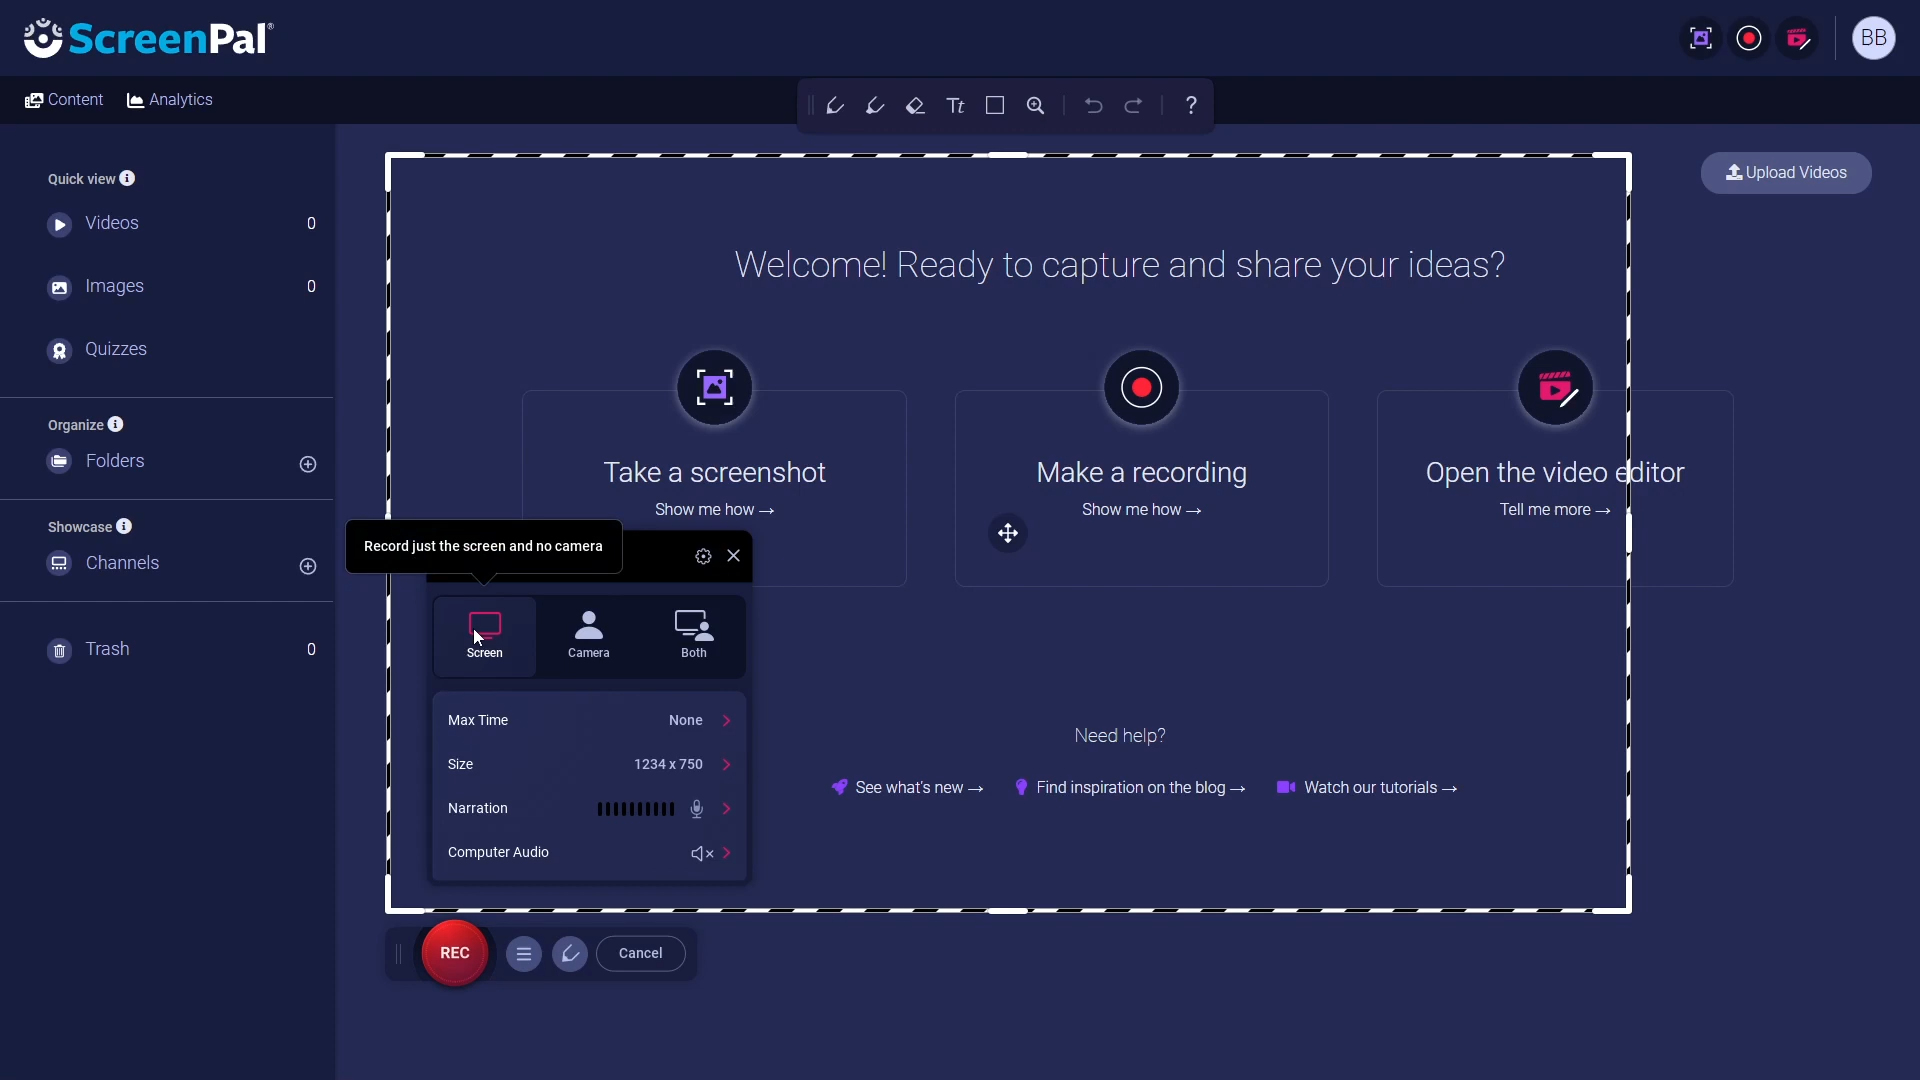 ScreenPal®
BB
Content
Analytics
Tt
?
Upload Videos
Quick view
Videos 0
Images 0
Quizzes
Organize
Folders
Showcase
Channels
Trash 0
Welcome! Ready to capture and share your ideas?
Take a screenshot
Show me how →
Make a recording
Show me how →
Open the video editor
Tell me more →
Record just the screen and no camera
Screen
Camera
Both
Max Time None
Size 1234 x 750
Narration
Computer Audio
Need help?
See what's new →
Find inspiration on the blog →
Watch our tutorials →
REC
Cancel